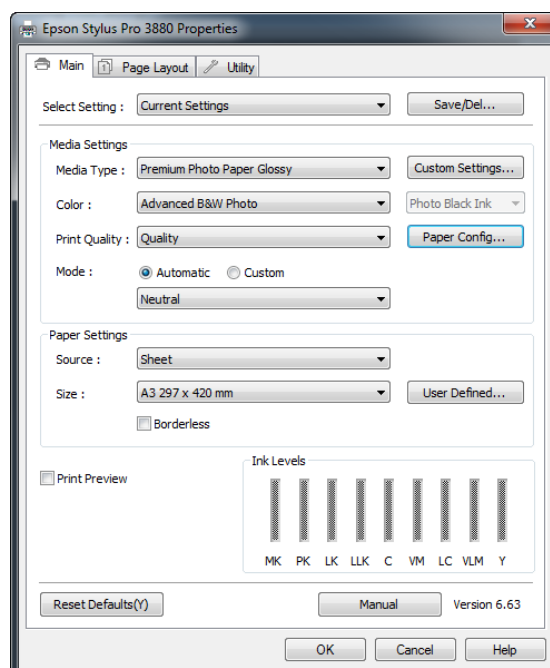 Epson Stylus Pro 3880 Properties
Main Page Layout Utility
Select Setting : Current Settings Save/Del...
Media Settings
Media Type : Premium Photo Paper Glossy Custom Settings...
Color : Advanced B&W Photo Photo Black Ink
Print Quality : Quality Paper Config...
Mode : Automatic Custom
Neutral
Paper Settings
Source : Sheet
Size : A3 297 x 420 mm User Defined...
Borderless
Print Preview
Ink Levels
MK PK LK LLK C VM LC VLM Y
Reset Defaults(Y) Manual Version 6.63
OK Cancel Help